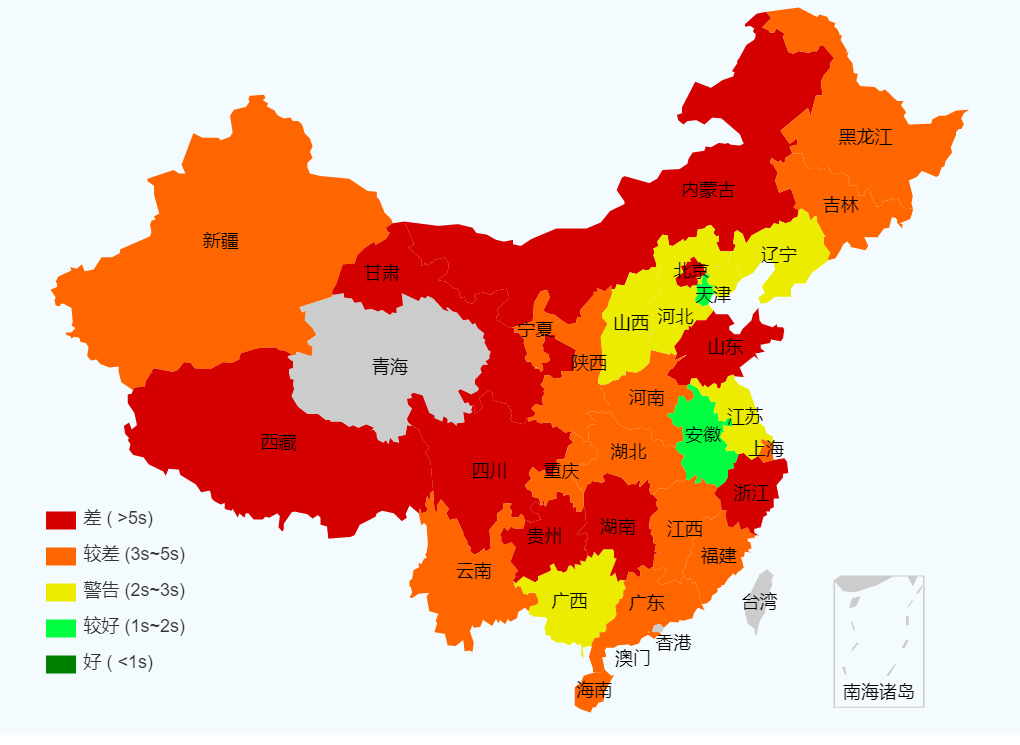 黑龙江
内蒙古
吉林
新疆
辽宁
甘肃
北京
天津
河北
山西
宁夏
山东
陕西
青海
河南
江苏
安徽
西藏
上海
湖北
四川
重庆
浙江
差 ( >5s)
湖南
江西
贵州
较差 (3s~5s)
福建
云南
警告 (2s~3s)
广西
广东
台湾
较好 (1s~2s)
香港
澳门
好 ( <1s)
海南
南海诸岛